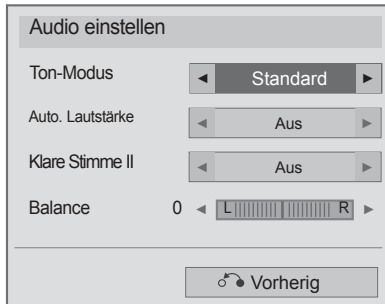 Audio einstellen
Ton-Modus ◄ Standard ►
Auto. Lautstärke ◄ Aus ►
Klare Stimme II ◄ Aus ►
Balance 0 ◄ L R ►
Vorherig